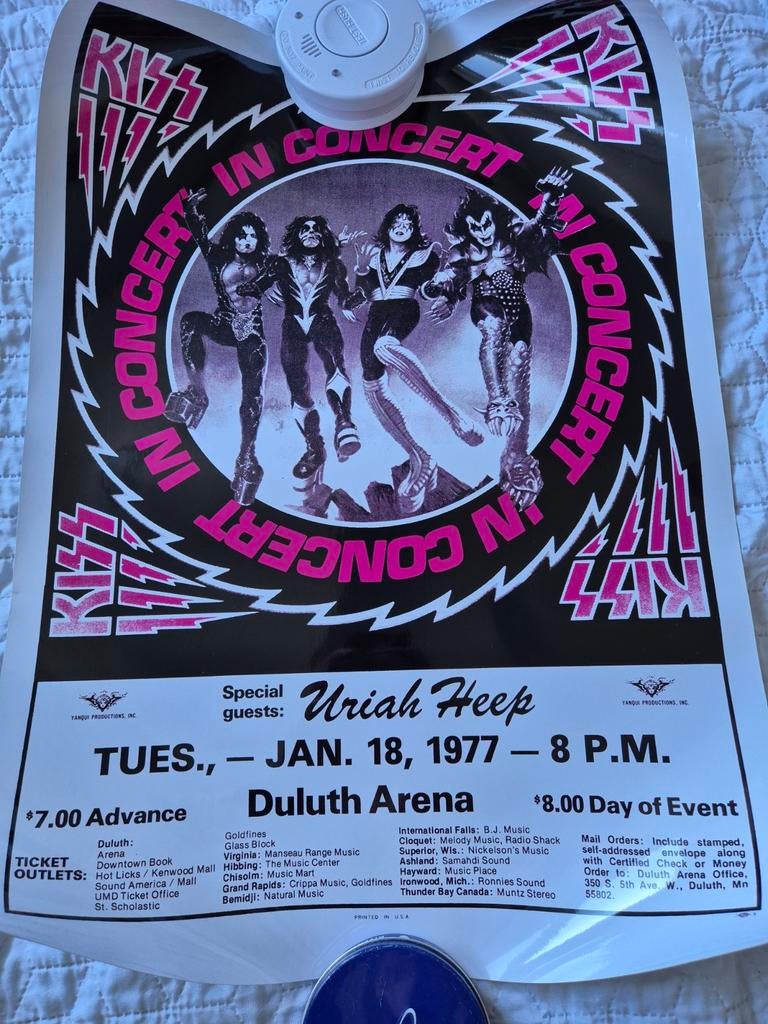 KISS
KISS
IN CONCERT
IN CONCERT
IN CONCERT
IN CONCERT
KISS
KISS
Special guests: Uriah Heep
YANQUI PRODUCTIONS, INC.
YANQUI PRODUCTIONS, INC.
TUES., — JAN. 18, 1977 — 8 P.M.
$7.00 Advance
Duluth Arena
$8.00 Day of Event
TICKET OUTLETS:
Duluth:
Arena
Downtown Book
Hot Licks / Kenwood Mall
Sound America / Mall
UMD Ticket Office
St. Scholastic
Goldfines
Glass Block
Virginia: Manseau Range Music
Hibbing: The Music Center
Chisolm: Music Mart
Grand Rapids: Crippa Music, Goldfines
Bemidji: Natural Music
International Falls: B.J. Music
Cloquet: Melody Music, Radio Shack
Superior, Wis.: Nickelson's Music
Ashland: Samahdi Sound
Hayward: Music Place
Ironwood, Mich.: Ronnies Sound
Thunder Bay Canada: Muntz Stereo
Mail Orders: Include stamped,
self-addressed envelope along
with Certified Check or Money
Order to: Duluth Arena Office,
350 S. 5th Ave. W., Duluth, Mn
55802.
PRINTED IN U.S.A.